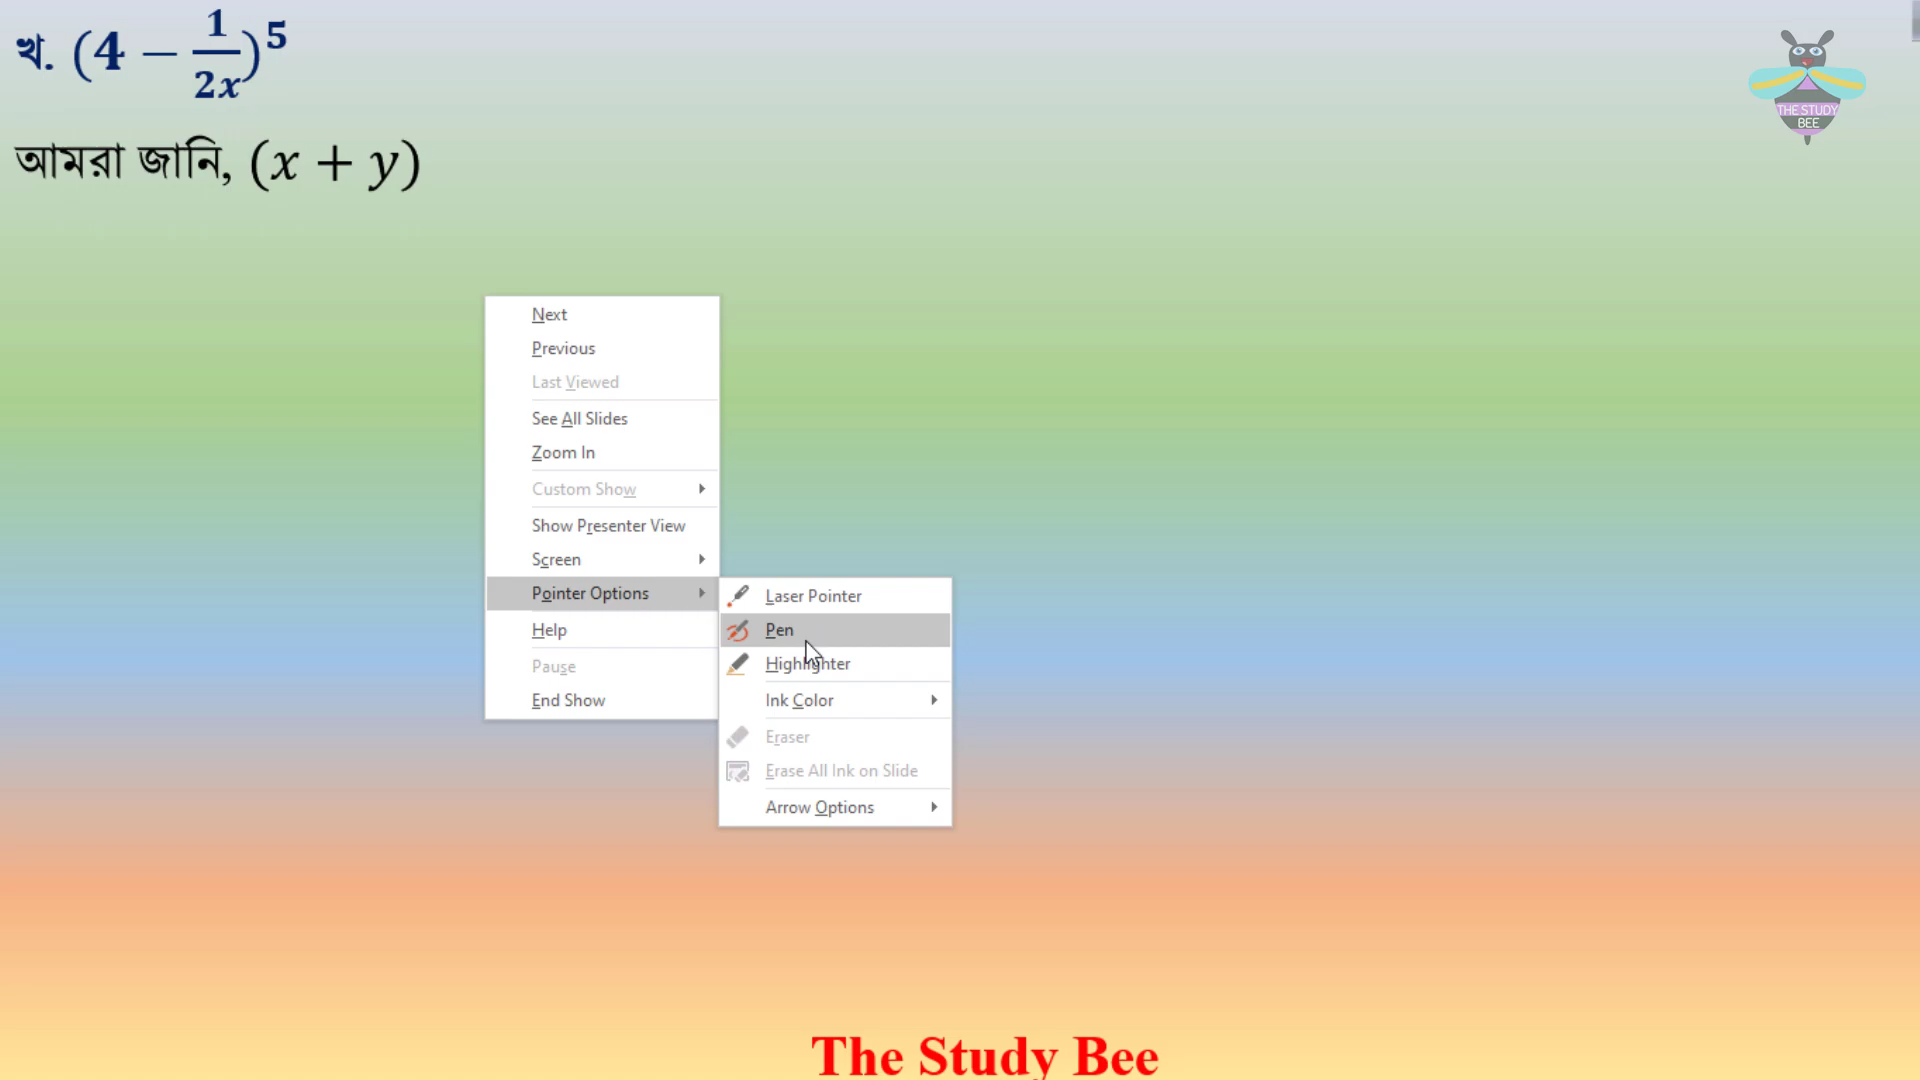 খ. (4 − 1/2x)^5
THE STUDY
BEE
আমরা জানি, (x + y)
Next
Previous
Last Viewed
See All Slides
Zoom In
Custom Show
Show Presenter View
Screen
Pointer Options
Help
Pause
End Show
Laser Pointer
Pen
Highlighter
Ink Color
Eraser
Erase All Ink on Slide
Arrow Options
The Study Bee